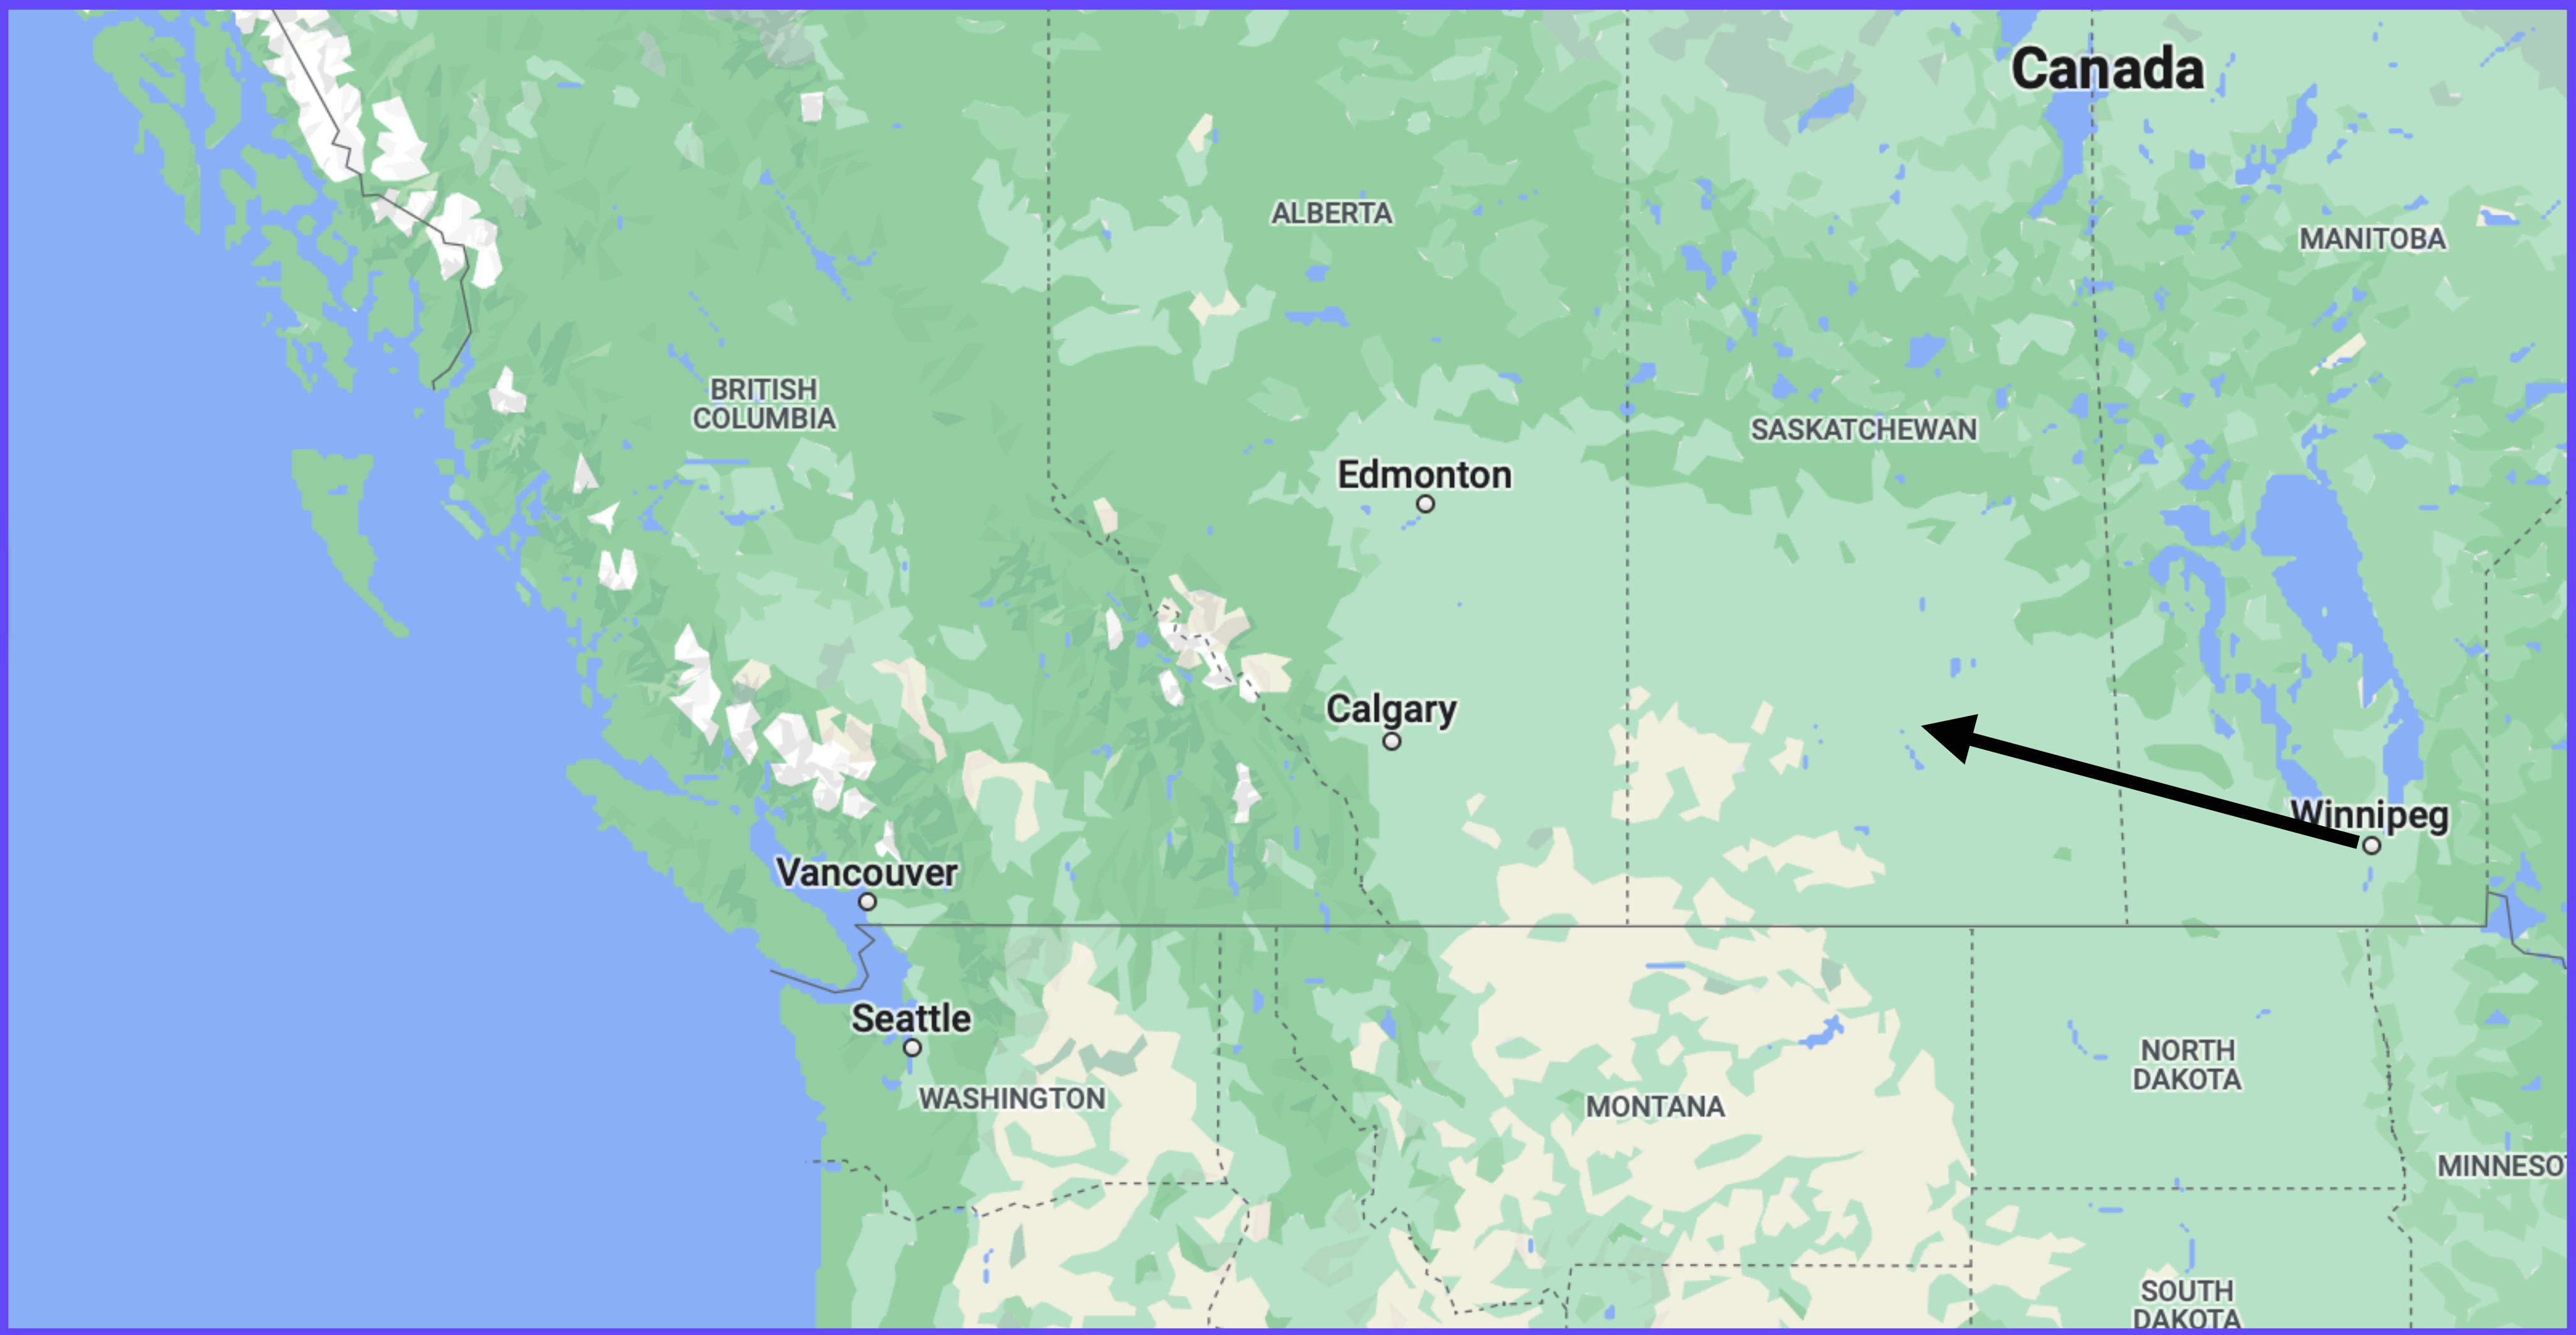 Canada
ALBERTA
MANITOBA
BRITISH
COLUMBIA
SASKATCHEWAN
Edmonton
Calgary
Winnipeg
Vancouver
Seattle
WASHINGTON
MONTANA
NORTH
DAKOTA
MINNESO
SOUTH
DAKOTA